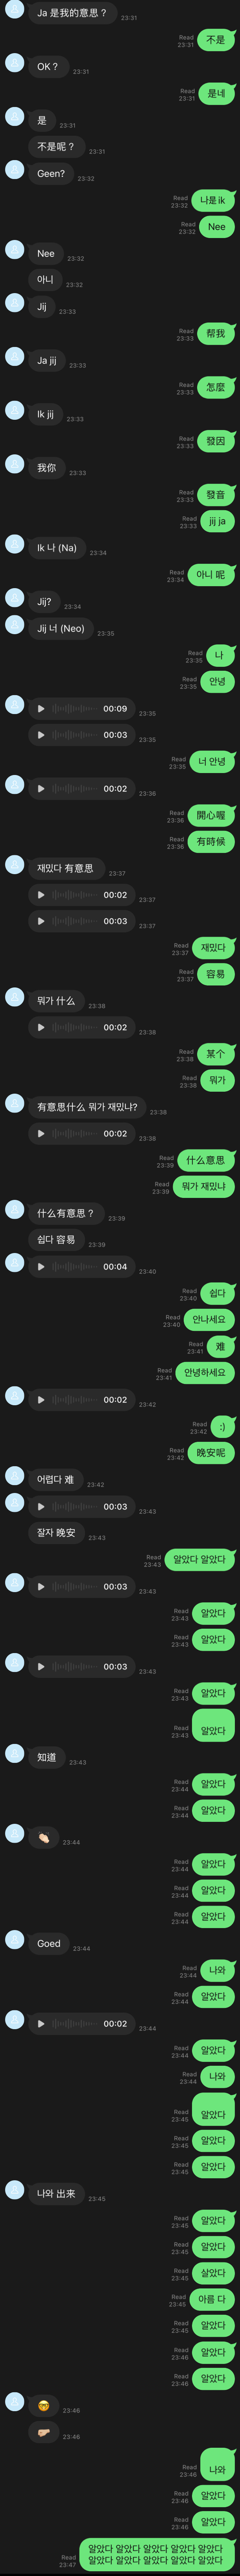 Ja 是我的意思？
23:31
Read
23:31
不是
OK？
23:31
Read
23:31
是네
是
23:31
不是呢？
23:31
Geen?
23:32
Read
23:32
나是ik
Read
23:32
Nee
Nee
23:32
아니
23:32
Jij
23:33
Read
23:33
帮我
Ja jij
23:33
Read
23:33
怎麼
Ik jij
23:33
Read
23:33
發因
我你
23:33
Read
23:33
發音
Read
23:33
jij ja
Ik 나 (Na)
23:34
Read
23:34
아니 呢
Jij?
23:34
Jij 너 (Neo)
23:35
Read
23:35
나
Read
23:35
안녕
00:09
23:35
00:03
23:35
Read
23:35
너 안녕
00:02
23:36
Read
23:36
開心喔
Read
23:36
有時候
재밌다 有意思
23:37
00:02
23:37
00:03
23:37
Read
23:37
재밌다
Read
23:37
容易
뭐가 什么
23:38
00:02
23:38
Read
23:38
某个
Read
23:38
뭐가
有意思什么 뭐가 재밌냐?
23:38
00:02
23:38
Read
23:39
什么意思
Read
23:39
뭐가 재밌냐
什么有意思？
23:39
쉽다 容易
23:39
00:04
23:40
Read
23:40
쉽다
Read
23:40
안나세요
Read
23:41
难
Read
23:41
안녕하세요
00:02
23:42
Read
23:42
:)
Read
23:42
晚安呢
어렵다 难
23:42
00:03
23:43
잘자 晚安
23:43
Read
23:43
알았다 알았다
00:03
23:43
Read
23:43
알았다
Read
23:43
알았다
00:03
23:43
Read
23:43
알았다
Read
23:43
알았다
知道
23:43
Read
23:44
알았다
Read
23:44
알았다
👏🏻
23:44
Read
23:44
알았다
Read
23:44
알았다
Read
23:44
알았다
Goed
23:44
Read
23:44
나와
Read
23:44
알았다
00:02
23:44
Read
23:44
알았다
Read
23:44
나와
Read
23:45
알았다
Read
23:45
알았다
Read
23:45
알았다
나와 出来
23:45
Read
23:45
알았다
Read
23:45
알았다
Read
23:45
살았다
Read
23:45
아름 다
Read
23:45
알았다
Read
23:46
알았다
Read
23:46
알았다
🤓
23:46
🤛🏼
23:46
Read
23:46
나와
Read
23:46
알았다
Read
23:46
알았다
Read
23:47
알았다 알았다 알았다 알았다 알았다
알았다 알았다 알았다 알았다 알았다